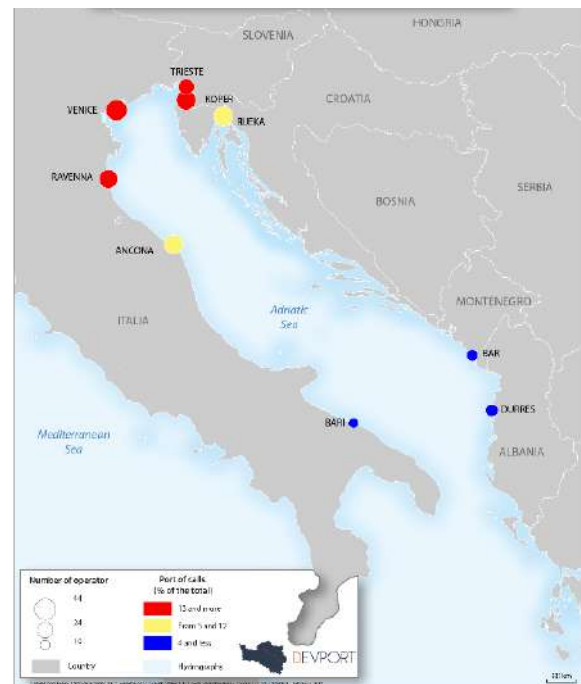 HONGRIA
SLOVENIA
TRIESTE
KOPER
CROATIA
VENICE
RIJEKA
RAVENNA
BOSNIA
SERBIA
ANCONA
MONTENEGRO
Adriatic
Sea
ITALIA
BAR
DURRES
BARI
Mediterranean
Sea
ALBANIA
Number of operator
Port of calls
(% of the total)
44
24
10
13 and more
From 5 and 12
4 and less
Country
Hydrography
DEVPORT